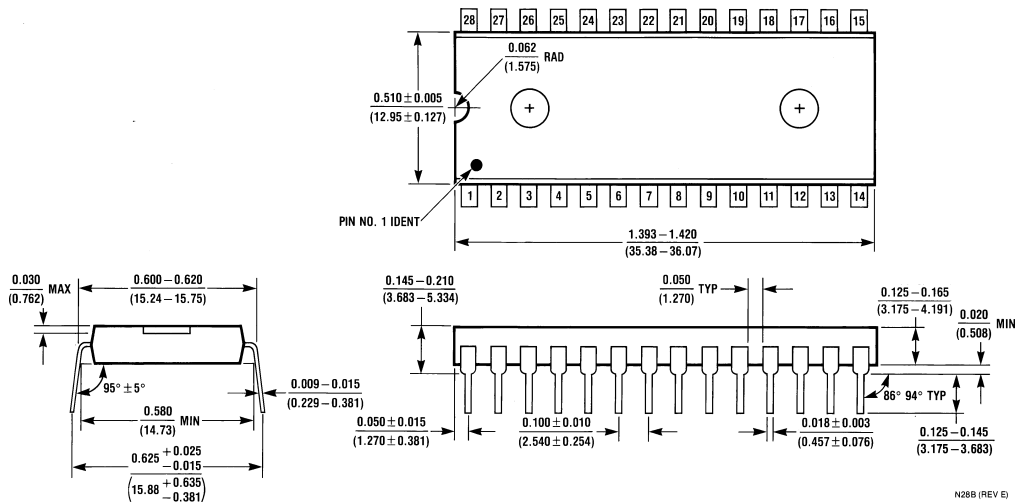 28 27 26 25 24 23 22 21 20 19 18 17 16 15
0.062
(1.575)
RAD
0.510 ± 0.005
(12.95 ± 0.127)
1 2 3 4 5 6 7 8 9 10 11 12 13 14
PIN NO. 1 IDENT
1.393 – 1.420
(35.38 – 36.07)
0.030
(0.762)
MAX
0.600 – 0.620
(15.24 – 15.75)
95° ± 5°
0.009 – 0.015
(0.229 – 0.381)
0.580
(14.73)
MIN
0.625 +0.025
-0.015
(15.88 +0.635
-0.381)
0.145 – 0.210
(3.683 – 5.334)
0.050
(1.270)
TYP
0.125 – 0.165
(3.175 – 4.191)
0.020
(0.508)
MIN
86° 94° TYP
0.050 ± 0.015
(1.270 ± 0.381)
0.100 ± 0.010
(2.540 ± 0.254)
0.018 ± 0.003
(0.457 ± 0.076)
0.125 – 0.145
(3.175 – 3.683)
N28B (REV E)